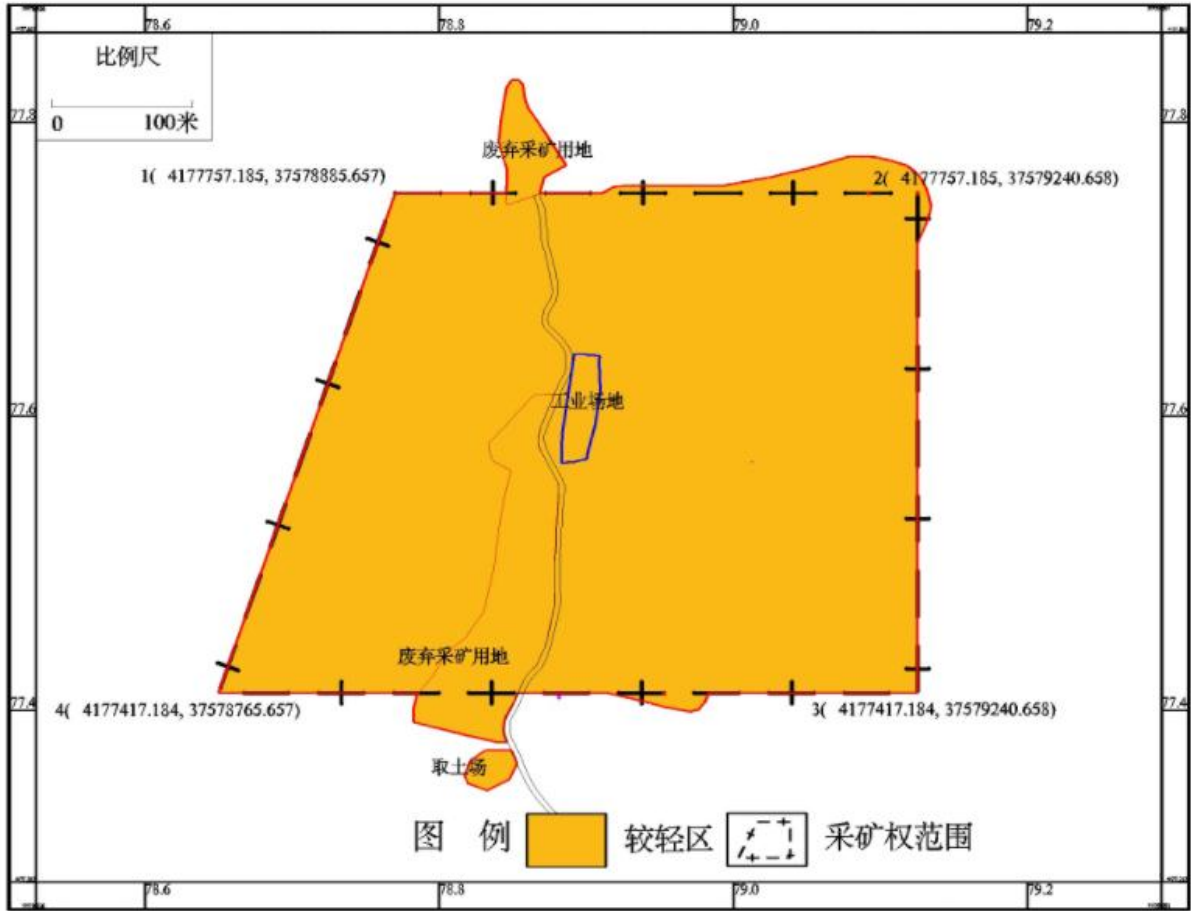 78.6 78.8 79.0 79.2
比例尺
0 100米
77.8 77.8
废弃采矿用地
1( 4177757.185, 37578885.657)
2( 4177757.185, 37579240.658)
77.6 77.6
工业场地
废弃采矿用地
77.4 77.4
4( 4177417.184, 37578765.657)
3( 4177417.184, 37579240.658)
取土场
图 例 较轻区 采矿权范围
78.6 78.8 79.0 79.2